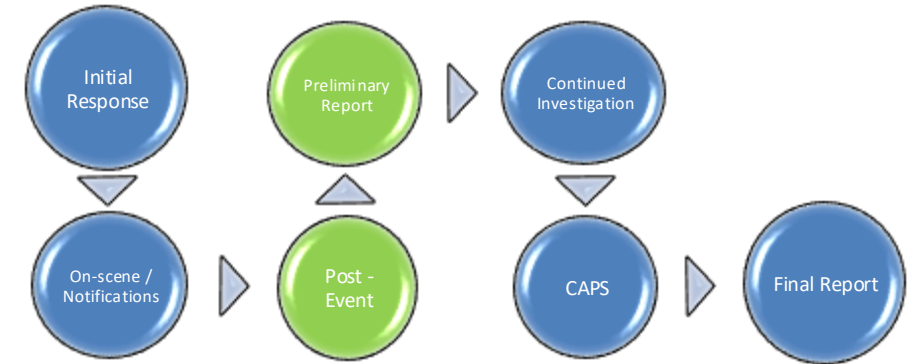 Initial
Response
On-scene /
Notifications
Post -
Event
Preliminary
Report
Continued
Investigation
CAPS
Final Report